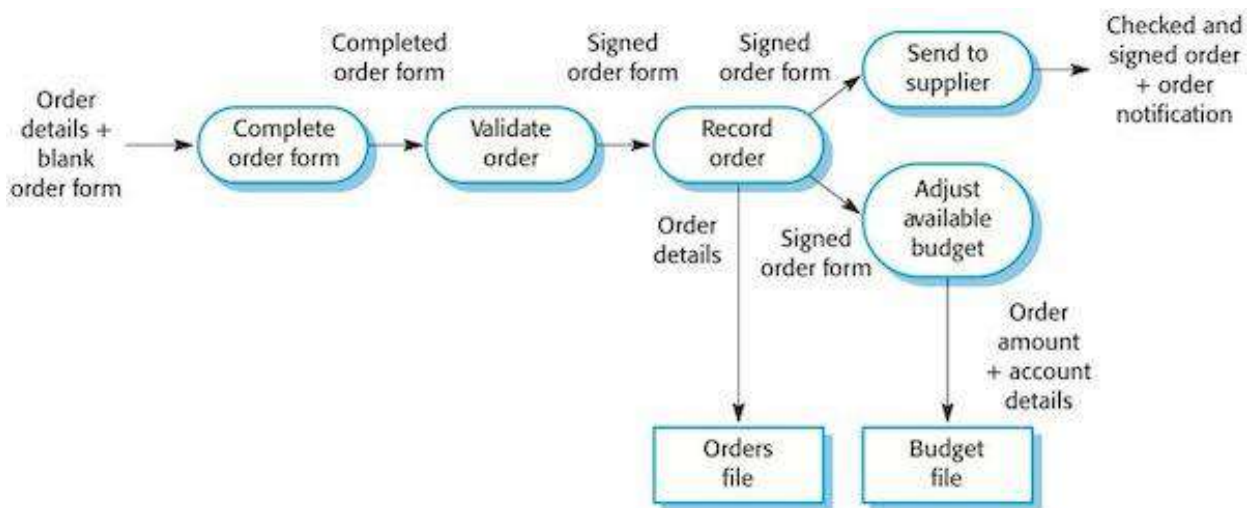 Order
details +
blank
order form
Complete
order form
Completed
order form
Validate
order
Signed
order form
Record
order
Signed
order form
Send to
supplier
Checked and
signed order
+ order
notification
Order
details
Signed
order form
Adjust
available
budget
Order
amount
+ account
details
Orders
file
Budget
file